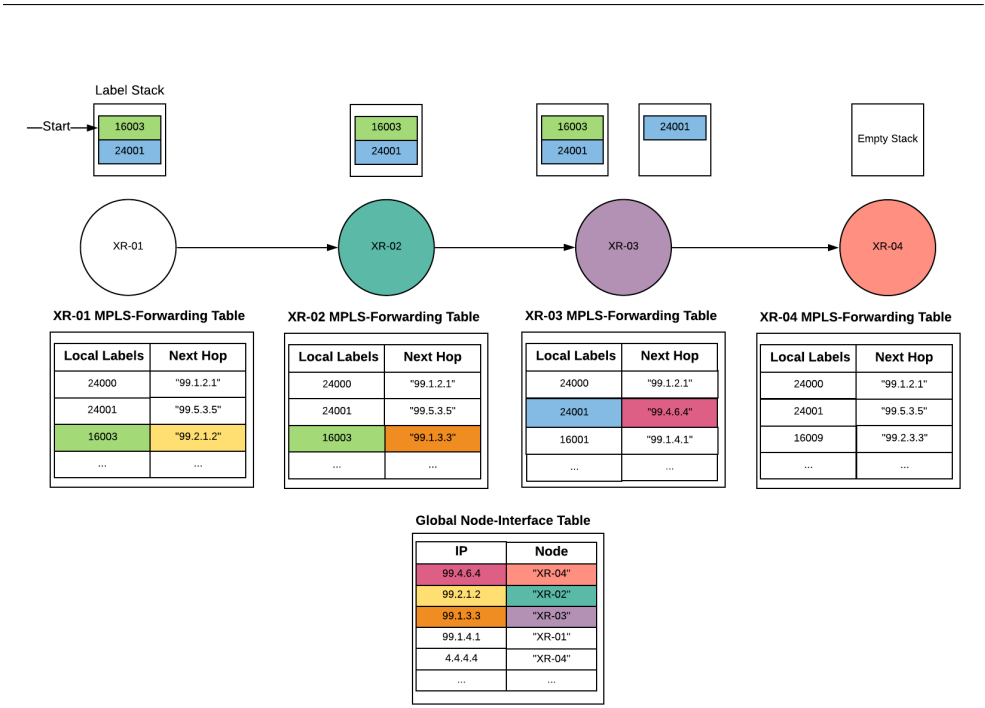 Label Stack
Start
16003
24001
16003
24001
16003
24001
24001
Empty Stack
XR-01
XR-02
XR-03
XR-04
XR-01 MPLS-Forwarding Table
Local Labels Next Hop
24000 "99.1.2.1"
24001 "99.5.3.5"
16003 "99.2.1.2"
... ...
XR-02 MPLS-Forwarding Table
Local Labels Next Hop
24000 "99.1.2.1"
24001 "99.5.3.5"
16003 "99.1.3.3"
... ...
XR-03 MPLS-Forwarding Table
Local Labels Next Hop
24000 "99.1.2.1"
24001 "99.4.6.4"
16001 "99.1.4.1"
... ...
XR-04 MPLS-Forwarding Table
Local Labels Next Hop
24000 "99.1.2.1"
24001 "99.5.3.5"
16009 "99.2.3.3"
... ...
Global Node-Interface Table
IP Node
99.4.6.4 "XR-04"
99.2.1.2 "XR-02"
99.1.3.3 "XR-03"
99.1.4.1 "XR-01"
4.4.4.4 "XR-04"
... ...